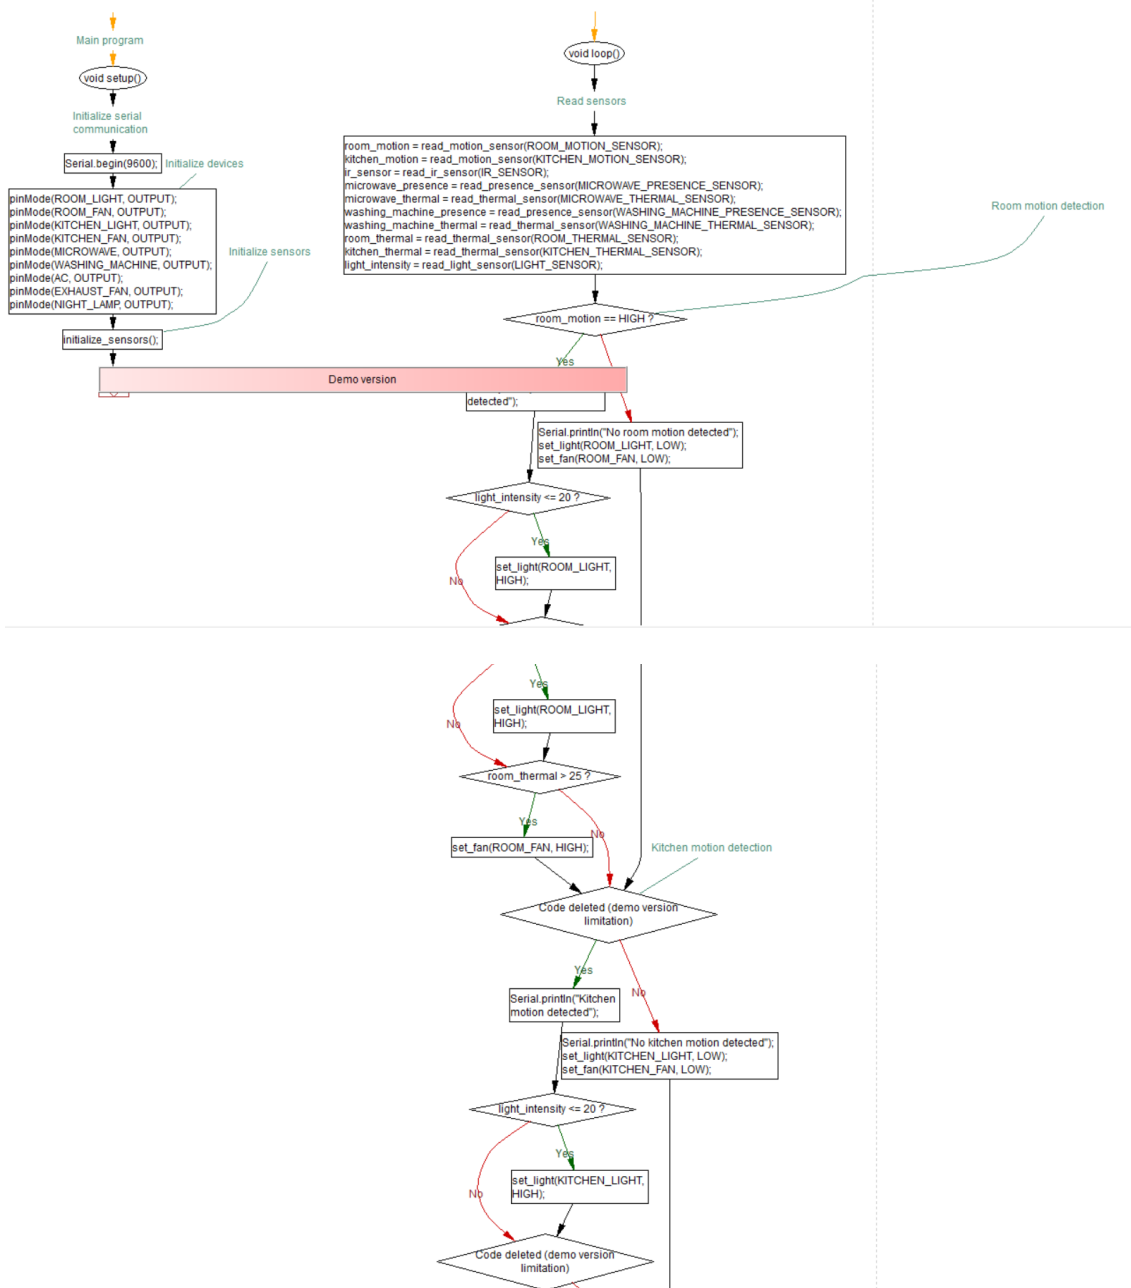 Main program
void setup()
Initialize serial
communication
Serial.begin(9600);
Initialize devices
pinMode(ROOM_LIGHT, OUTPUT);
pinMode(ROOM_FAN, OUTPUT);
pinMode(KITCHEN_LIGHT, OUTPUT);
pinMode(KITCHEN_FAN, OUTPUT);
pinMode(MICROWAVE, OUTPUT);
pinMode(WASHING_MACHINE, OUTPUT);
pinMode(AC, OUTPUT);
pinMode(EXHAUST_FAN, OUTPUT);
pinMode(NIGHT_LAMP, OUTPUT);
Initialize sensors
initialize_sensors();
void loop()
Read sensors
room_motion = read_motion_sensor(ROOM_MOTION_SENSOR);
kitchen_motion = read_motion_sensor(KITCHEN_MOTION_SENSOR);
ir_sensor = read_ir_sensor(IR_SENSOR);
microwave_presence = read_presence_sensor(MICROWAVE_PRESENCE_SENSOR);
microwave_thermal = read_thermal_sensor(MICROWAVE_THERMAL_SENSOR);
washing_machine_presence = read_presence_sensor(WASHING_MACHINE_PRESENCE_SENSOR);
washing_machine_thermal = read_thermal_sensor(WASHING_MACHINE_THERMAL_SENSOR);
room_thermal = read_thermal_sensor(ROOM_THERMAL_SENSOR);
kitchen_thermal = read_thermal_sensor(KITCHEN_THERMAL_SENSOR);
light_intensity = read_light_sensor(LIGHT_SENSOR);
Room motion detection
room_motion == HIGH ?
Yes
Demo version
detected");
Serial.println("No room motion detected");
set_light(ROOM_LIGHT, LOW);
set_fan(ROOM_FAN, LOW);
light_intensity <= 20 ?
Yes
set_light(ROOM_LIGHT,
HIGH);
No
Yes
set_light(ROOM_LIGHT,
HIGH);
No
room_thermal > 25 ?
Yes
No
set_fan(ROOM_FAN, HIGH);
Kitchen motion detection
Code deleted (demo version
limitation)
Yes
No
Serial.println("Kitchen
motion detected");
Serial.println("No kitchen motion detected");
set_light(KITCHEN_LIGHT, LOW);
set_fan(KITCHEN_FAN, LOW);
light_intensity <= 20 ?
Yes
set_light(KITCHEN_LIGHT,
HIGH);
No
Code deleted (demo version
limitation)